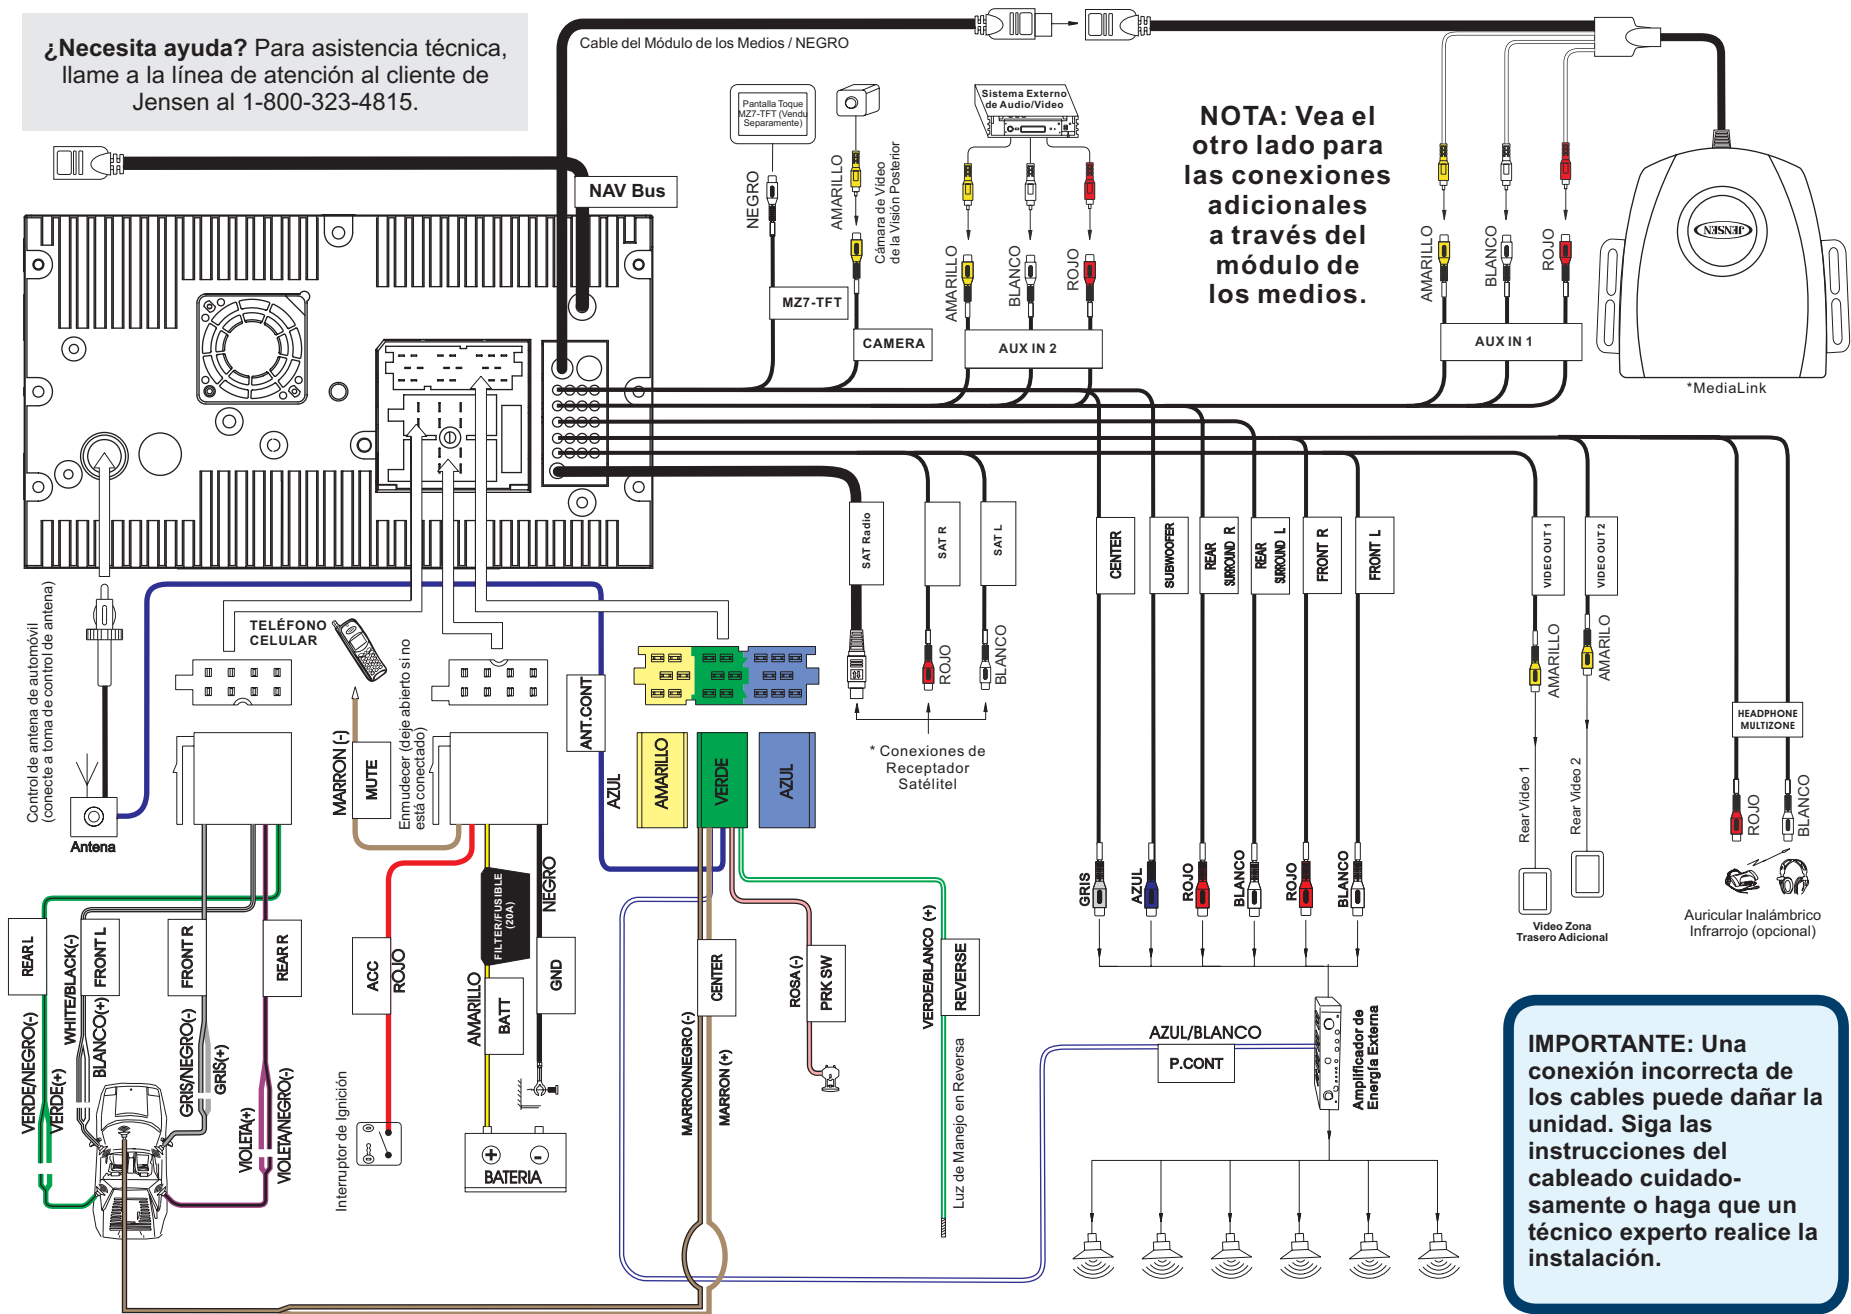 ¿Necesita ayuda? Para asistencia técnica,
llame a la línea de atención al cliente de
Jensen al 1-800-323-4815.
Cable del Módulo de los Medios / NEGRO
NAV Bus
Pantalla Toque
MZ7-TFT (Vendu
Separamente)
NEGRO
MZ7-TFT
AMARILLO
Cámara de Vídeo
de la Visión Posterior
CAMERA
Sistema Externo
de Audio/Video
AMARILLO
BLANCO
ROJO
AUX IN 2
NOTA: Vea el
otro lado para
las conexiones
adicionales
a través del
módulo de
los medios.
AMARILLO
BLANCO
ROJO
AUX IN 1
JENSEN
*MediaLink
SAT Radio
SAT R
SAT L
ROJO
BLANCO
* Conexiones de
Receptador
Satélitel
CENTER
SUBWOOFER
REAR
SURROUND R
REAR
SURROUND L
FRONT R
FRONT L
GRIS
AZUL
ROJO
BLANCO
ROJO
BLANCO
VIDEO OUT 1
VIDEO OUT 2
AMARILLO
AMARILO
Rear Video 1
Rear Video 2
Video Zona
Trasero Adicional
HEADPHONE
MULTIZONE
ROJO
BLANCO
Auricular Inalámbrico
Infrarrojo (opcional)
Control de antena de automóvil
(conecte a toma de control de antena)
Antena
TELÉFONO
CELULAR
MARRON (-)
MUTE
Enmudecer (deje abierto si no
está conectado)
ANT.CONT
AZUL
AMARILLO
VERDE
AZUL
REAR L
FRONT L
FRONT R
REAR R
VERDE/NEGRO(-)
VERDE(+)
WHITE/BLACK(-)
BLANCO(+)
GRIS/NEGRO(-)
GRIS(+)
VIOLETA(+)
VIOLETA/NEGRO(-)
ACC
ROJO
Interruptor de Ignición
FILTER/FUSIBLE
(20A)
AMARILLO
BATT
NEGRO
GND
BATERIA
CENTER
MARRON/NEGRO(-)
MARRON (+)
ROSA(-)
PRK SW
VERDE/BLANCO (+)
REVERSE
Luz de Manejo en Reversa
AZUL/BLANCO
P.CONT
Amplificador de
Energía Externa
IMPORTANTE: Una
conexión incorrecta de
los cables puede dañar la
unidad. Siga las
instrucciones del
cableado cuidado-
samente o haga que un
técnico experto realice la
instalación.